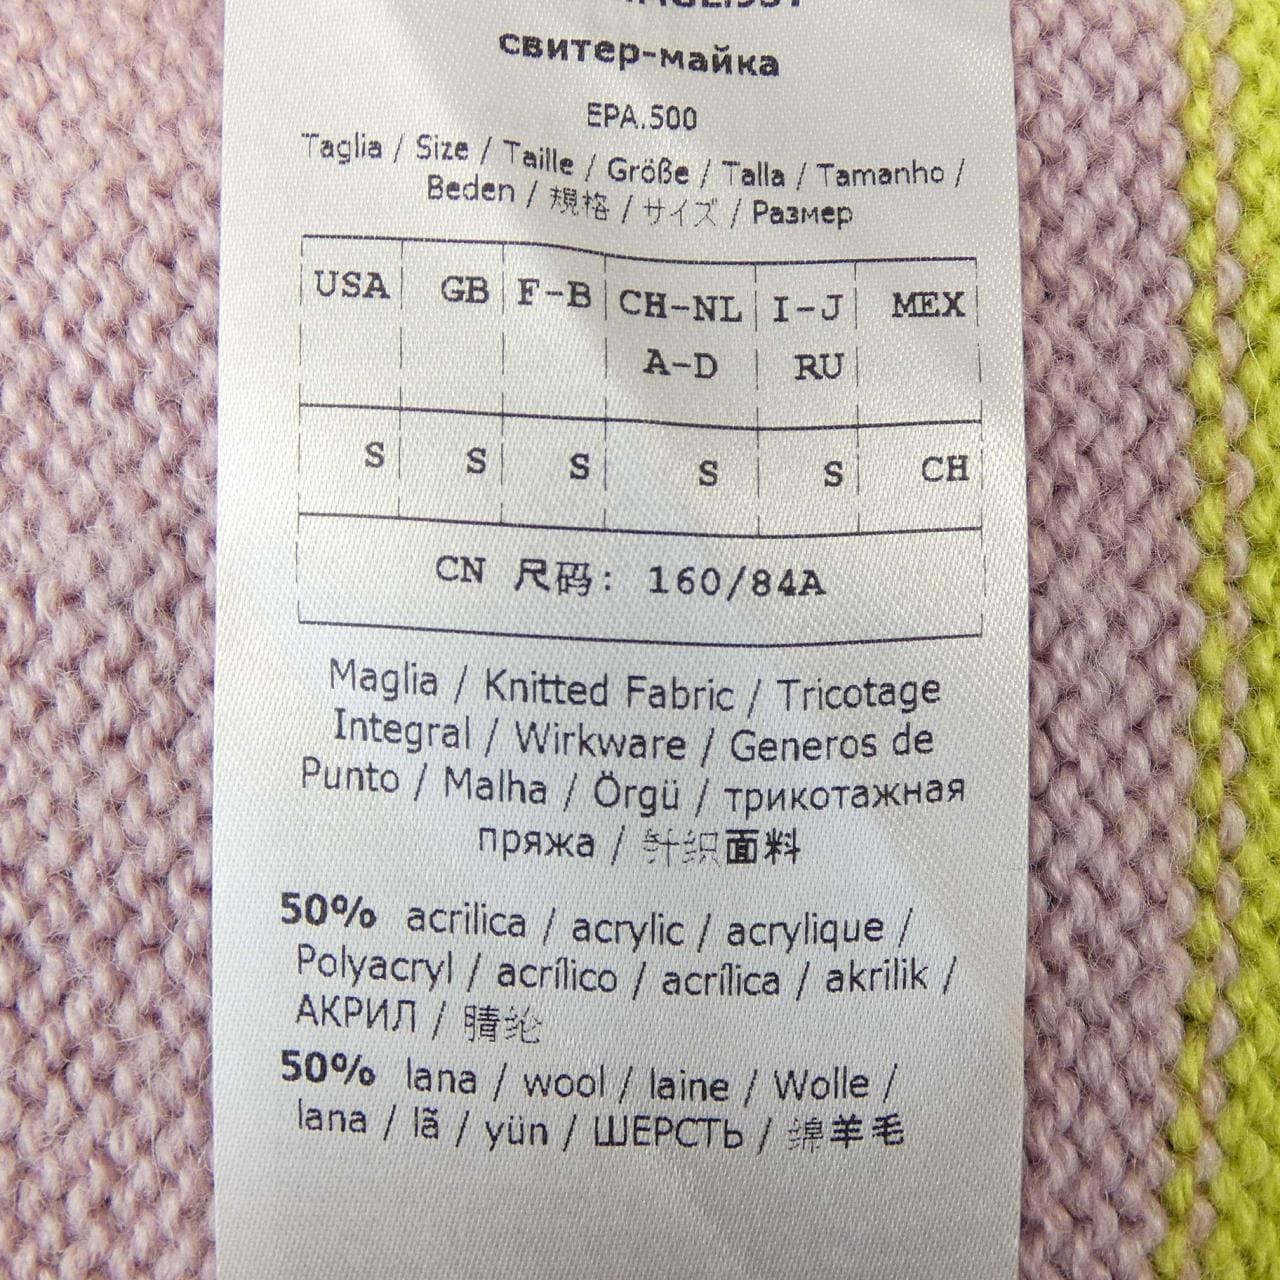 свитер-майка
EPA.500
Taglia / Size / Taille / Größe / Talla / Tamanho /
Beden / 規格 / サイズ / Размер
USA GB F-B CH-NL I-J MEX
A-D RU
S S S S S CH
CN 尺码: 160/84A
Maglia / Knitted Fabric / Tricotage
Integral / Wirkware / Generos de
Punto / Malha / Örgü / трикотажная
пряжа / 针织面料
50% acrilica / acrylic / acrylique /
Polyacryl / acrílico / acrílica / akrilik /
АКРИЛ / 腈纶
50% lana / wool / laine / Wolle /
lana / lã / yün / ШЕРСТЬ / 绵羊毛